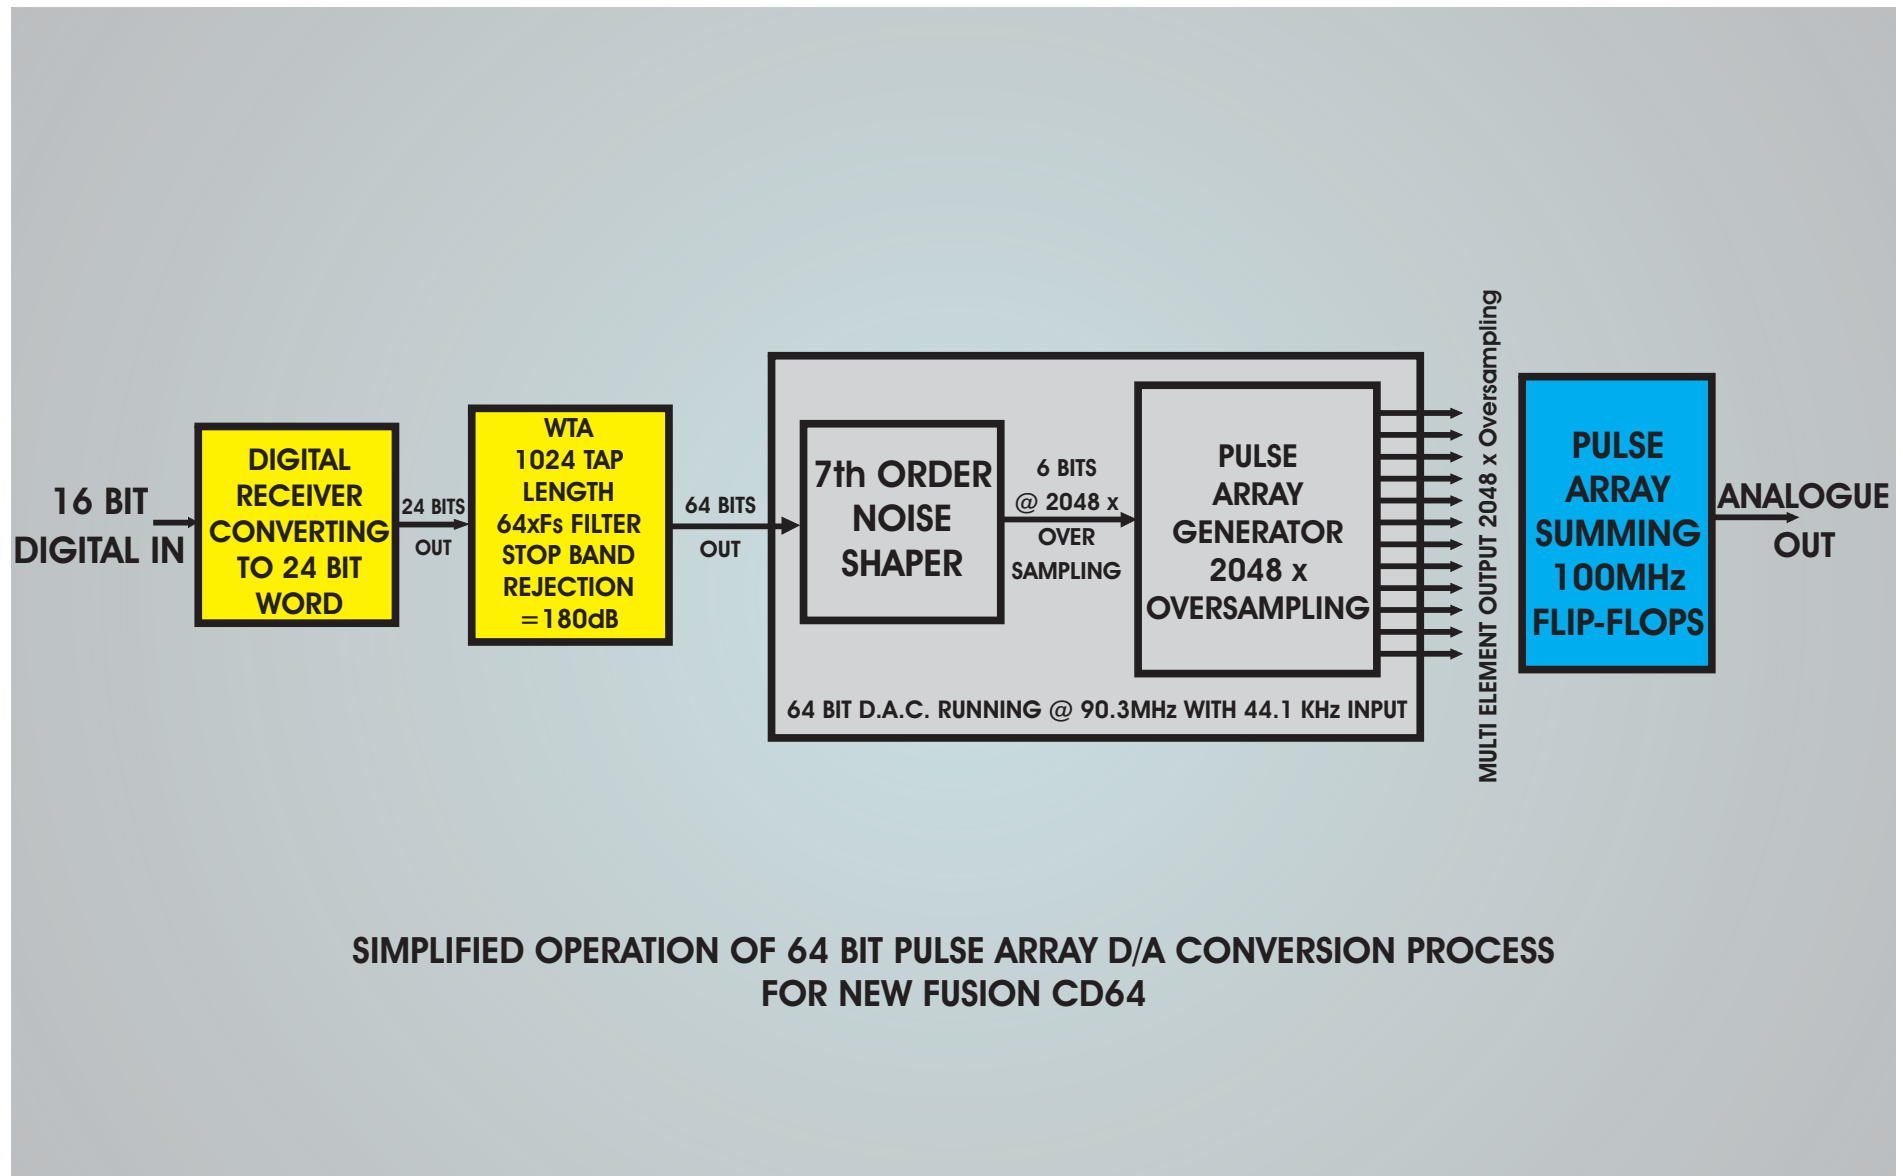 16 BIT
DIGITAL IN
DIGITAL
RECEIVER
CONVERTING
TO 24 BIT
WORD
24 BITS
OUT
WTA
1024 TAP
LENGTH
64xFs FILTER
STOP BAND
REJECTION
=180dB
64 BITS
OUT
7th ORDER
NOISE
SHAPER
6 BITS
@ 2048 x
OVER
SAMPLING
PULSE
ARRAY
GENERATOR
2048 x
OVERSAMPLING
64 BIT D.A.C. RUNNING @ 90.3MHz WITH 44.1 KHz INPUT
MULTI ELEMENT OUTPUT 2048 x Oversampling
PULSE
ARRAY
SUMMING
100MHz
FLIP-FLOPS
ANALOGUE
OUT
SIMPLIFIED OPERATION OF 64 BIT PULSE ARRAY D/A CONVERSION PROCESS
FOR NEW FUSION CD64